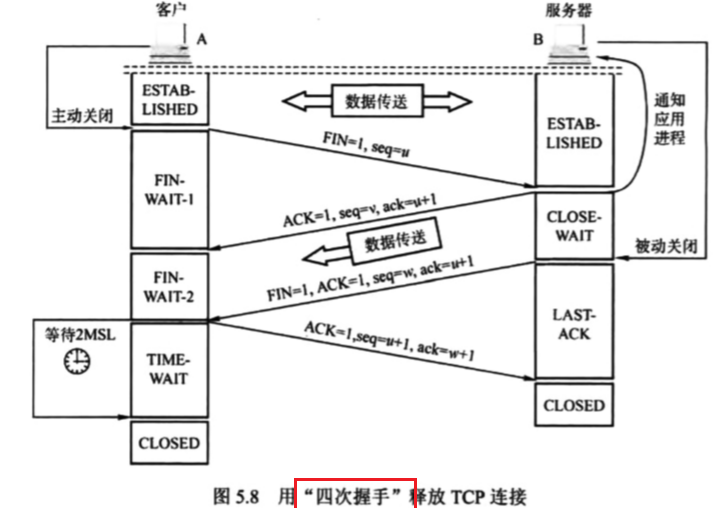 客户
服务器
A
B
ESTAB-
LISHED
数据传送
主动关闭
通知
应用
进程
ESTAB-
LISHED
FIN=1, seq=u
FIN-
WAIT-1
ACK=1, seq=v, ack=u+1
CLOSE-
WAIT
数据传送
被动关闭
FIN-
WAIT-2
FIN=1, ACK=1, seq=w, ack=u+1
LAST-
ACK
等待2MSL
ACK=1,seq=u+1, ack=w+1
TIME-
WAIT
CLOSED
CLOSED
图 5.8 用“四次握手”释放 TCP 连接